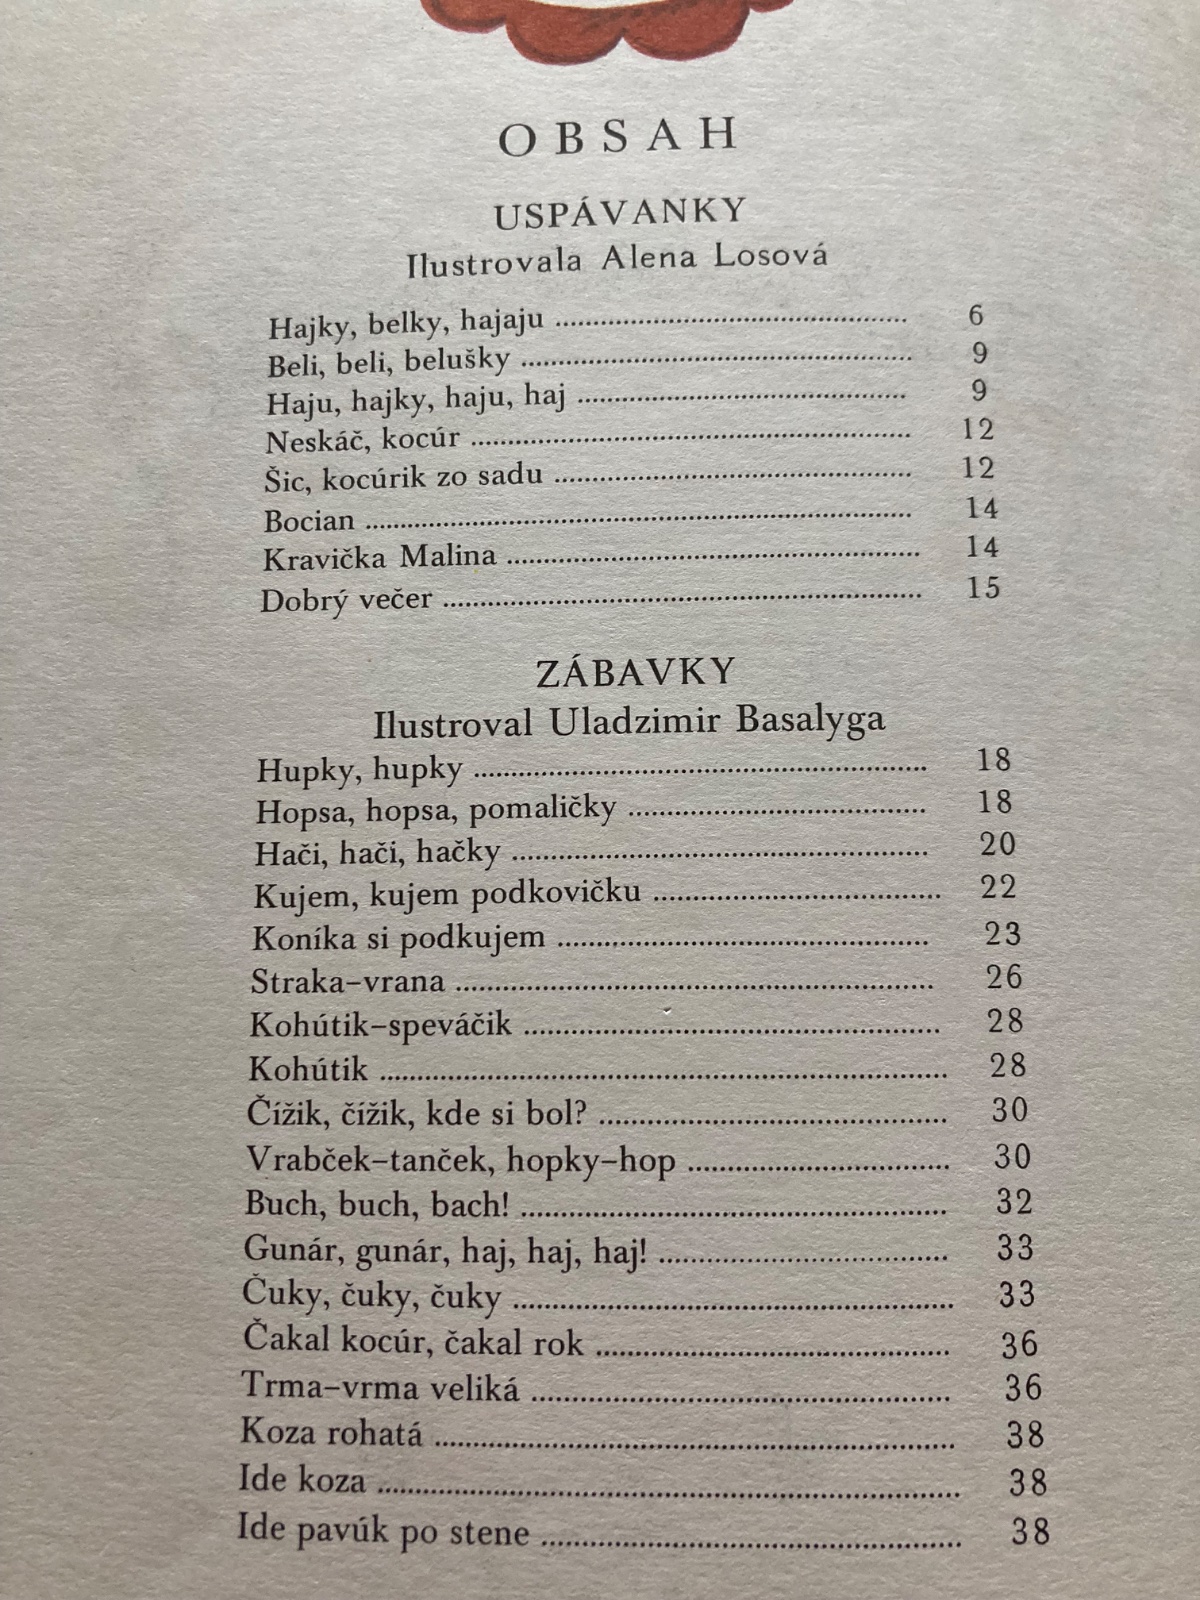 OBSAH
USPÁVANKY
Ilustrovala Alena Losová
Hajky, belky, hajaju ........................................ 6
Beli, beli, belušky ........................................ 9
Haju, hajky, haju, haj ........................................ 9
Neskáč, kocúr ........................................ 12
Šic, kocúrik zo sadu ........................................ 12
Bocian ........................................ 14
Kravička Malina ........................................ 14
Dobrý večer ........................................ 15
ZÁBAVKY
Ilustroval Uladzimir Basalyga
Hupky, hupky ........................................ 18
Hopsa, hopsa, pomaličky ........................................ 18
Hači, hači, hačky ........................................ 20
Kujem, kujem podkovičku ........................................ 22
Koníka si podkujem ........................................ 23
Straka–vrana ........................................ 26
Kohútik–speváčik ........................................ 28
Kohútik ........................................ 28
Čížik, čížik, kde si bol? ........................................ 30
Vrabček–tanček, hopky–hop ........................................ 30
Buch, buch, bach! ........................................ 32
Gunár, gunár, haj, haj, haj! ........................................ 33
Čuky, čuky, čuky ........................................ 33
Čakal kocúr, čakal rok ........................................ 36
Trma–vrma veliká ........................................ 36
Koza rohatá ........................................ 38
Ide koza ........................................ 38
Ide pavúk po stene ........................................ 38